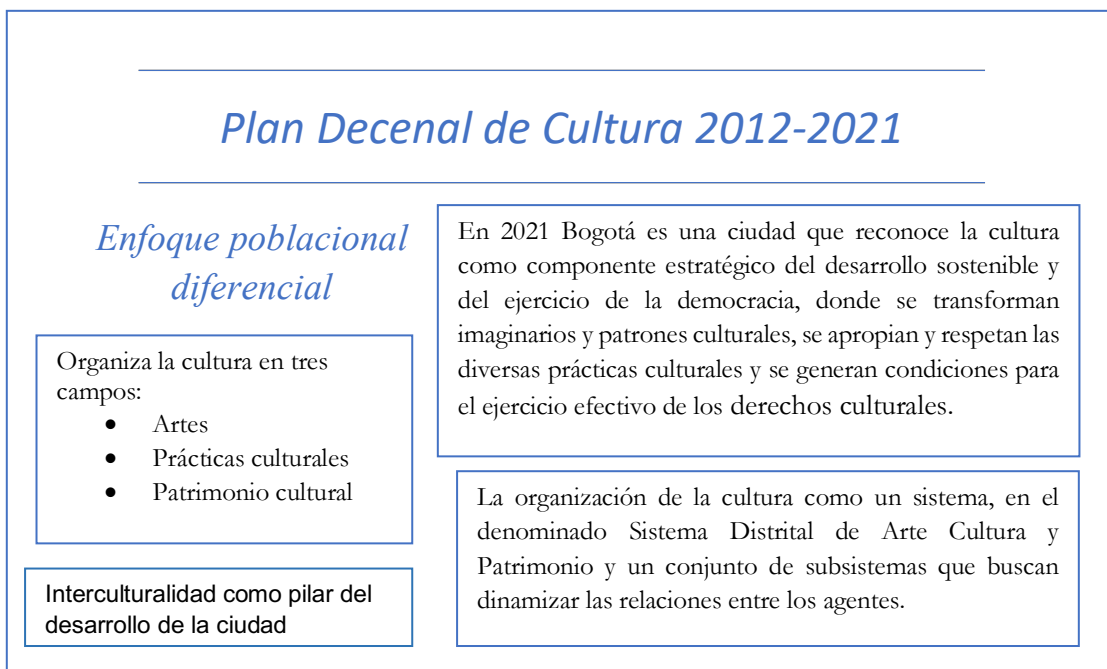 Plan Decenal de Cultura 2012-2021
Enfoque poblacional
diferencial
Organiza la cultura en tres
campos:
• Artes
• Prácticas culturales
• Patrimonio cultural
Interculturalidad como pilar del
desarrollo de la ciudad
En 2021 Bogotá es una ciudad que reconoce la cultura
como componente estratégico del desarrollo sostenible y
del ejercicio de la democracia, donde se transforman
imaginarios y patrones culturales, se apropian y respetan las
diversas prácticas culturales y se generan condiciones para
el ejercicio efectivo de los derechos culturales.
La organización de la cultura como un sistema, en el
denominado Sistema Distrital de Arte Cultura y
Patrimonio y un conjunto de subsistemas que buscan
dinamizar las relaciones entre los agentes.